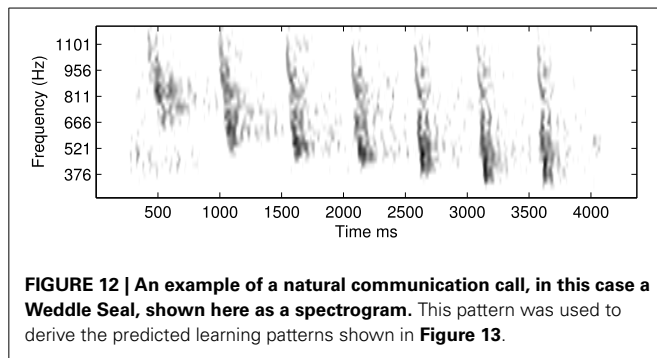 1101
956
811
666
521
376
Frequency (Hz)
500 1000 1500 2000 2500 3000 3500 4000
Time ms
FIGURE 12 | An example of a natural communication call, in this case a
Weddle Seal, shown here as a spectrogram. This pattern was used to
derive the predicted learning patterns shown in Figure 13.